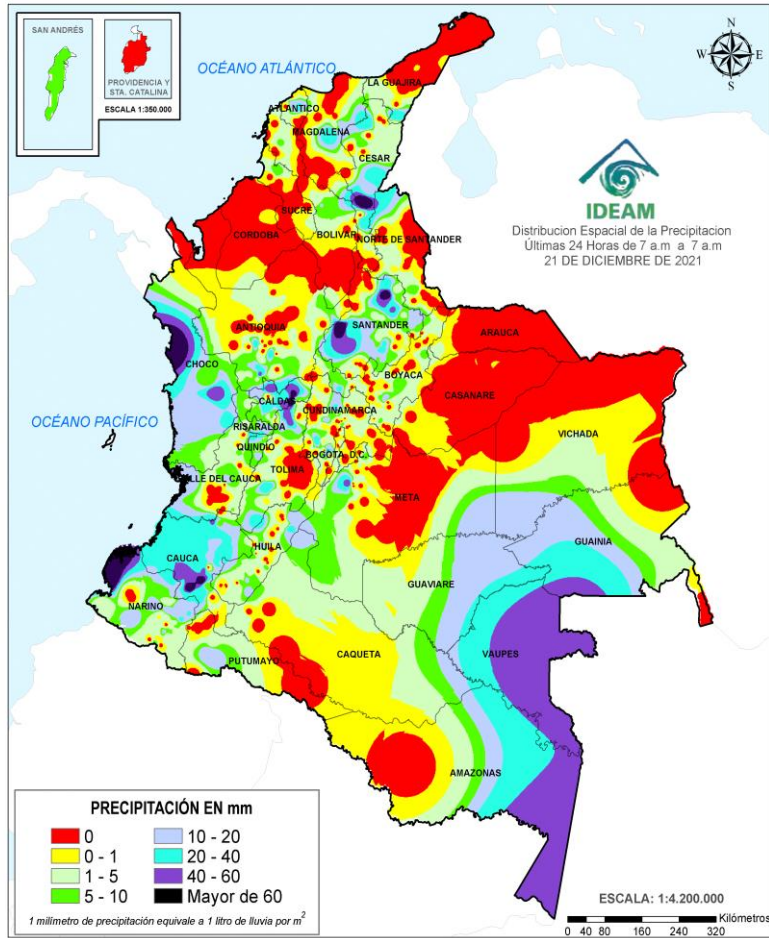 SAN ANDRÉS
PROVIDENCIA Y
STA. CATALINA
ESCALA 1:350.000
OCÉANO ATLÁNTICO
N
W E
S
IDEAM
Distribucion Espacial de la Precipitacion
Últimas 24 Horas de 7 a.m a 7 a.m
21 DE DICIEMBRE DE 2021
LA GUAJIRA
ATLANTICO
MAGDALENA
CESAR
SUCRE
CORDOBA
BOLIVAR
NORTE DE SANTANDER
ANTIOQUIA
SANTANDER
ARAUCA
CHOCO
BOYACA
CASANARE
OCÉANO PACÍFICO
CALDAS
CUNDINAMARCA
RISARALDA
VICHADA
QUINDIO
BOGOTA, D.C.
TOLIMA
VALLE DEL CAUCA
META
GUAINIA
HUILA
CAUCA
GUAVIARE
NARIÑO
CAQUETA
VAUPES
PUTUMAYO
AMAZONAS
PRECIPITACIÓN EN mm
0 10 - 20
0 - 1 20 - 40
1 - 5 40 - 60
5 - 10 Mayor de 60
1 milímetro de precipitación equivale a 1 litro de lluvia por m²
ESCALA: 1:4.200.000
Kilómetros
0 40 80 160 240 320